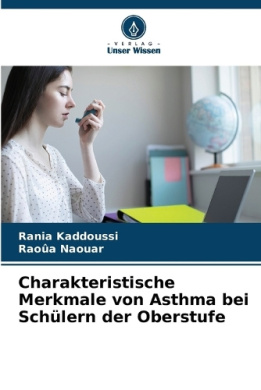 - VERLAG -
Unser Wissen
Rania Kaddoussi
Raoûa Naouar
Charakteristische
Merkmale von Asthma bei
Schülern der Oberstufe